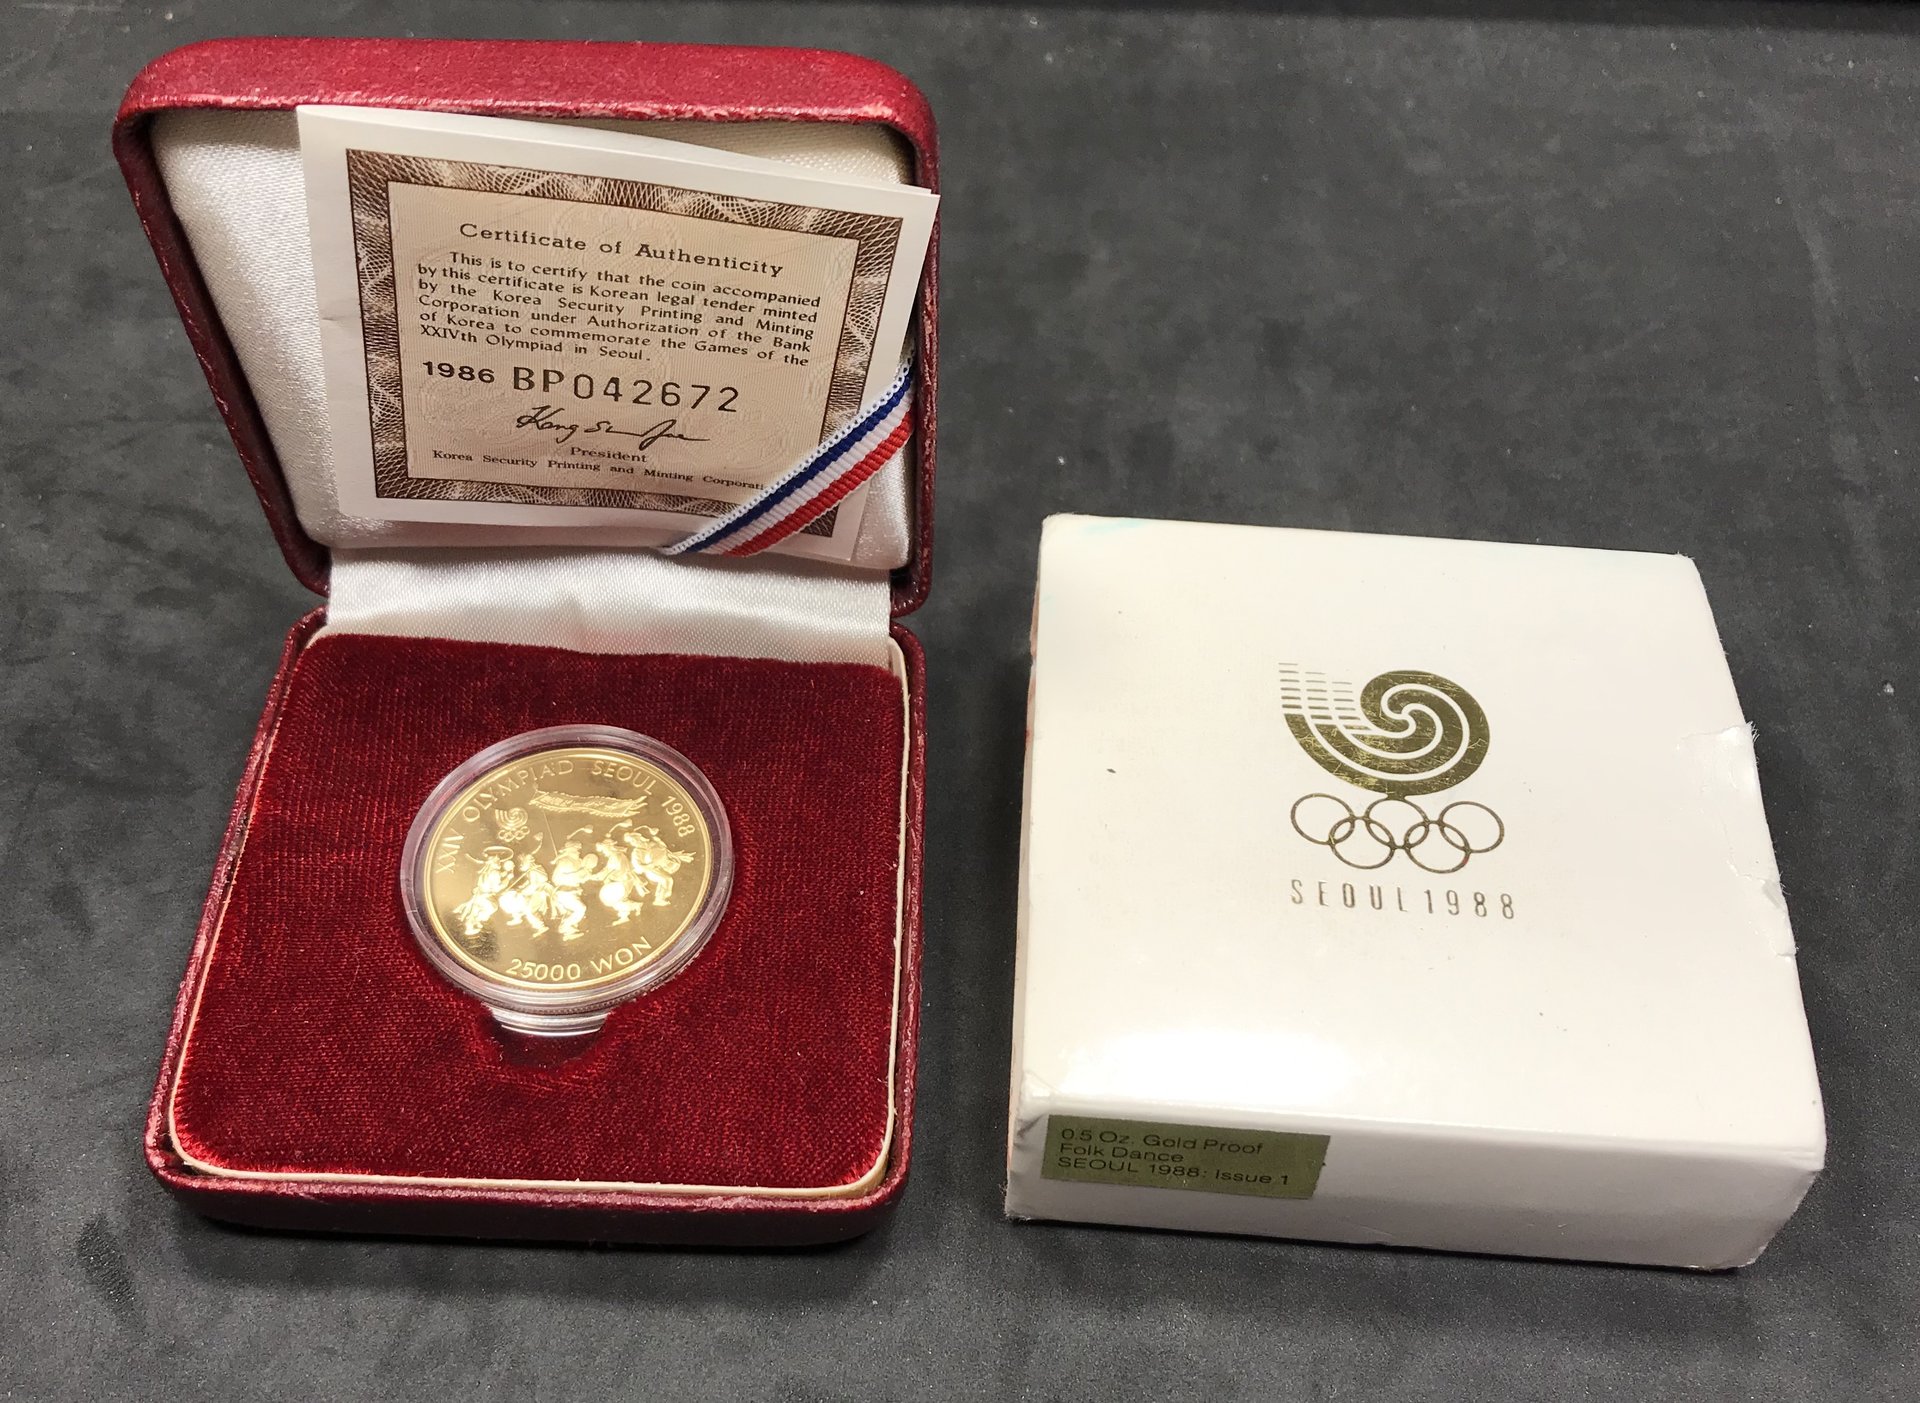 Certificate of Authenticity
This is to certify that the coin accompanied
by this certificate is Korean legal tender minted
by the Korea Security Printing and Minting
Corporation under Authorization of the Bank
of Korea to commemorate the Games of the
XXIVth Olympiad in Seoul.
1986 BP042672
President
Korea Security Printing and Minting Corporati
XXIV OLYMPIAD SEOUL 1988
25000 WON
SEOUL1988
0.5 Oz. Gold Proof
Folk Dance
SEOUL 1988: Issue 1